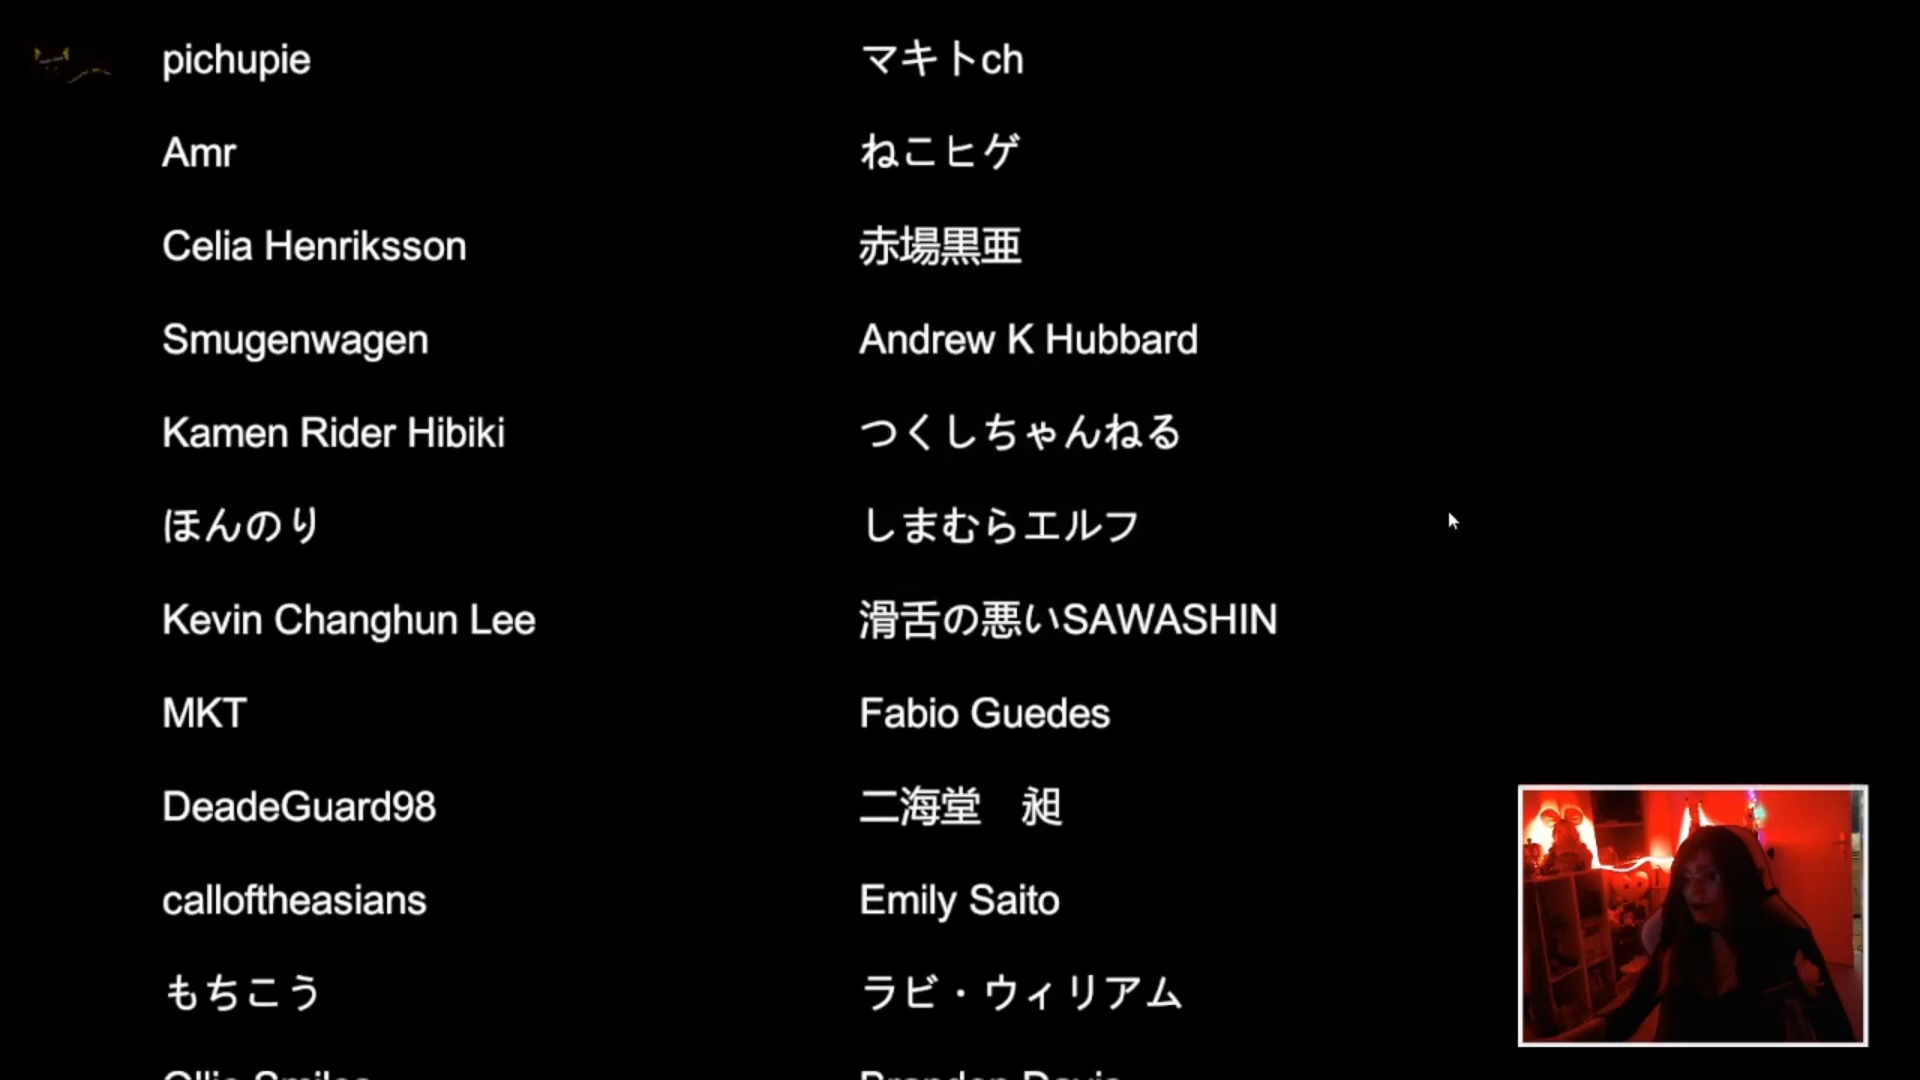 pichupie
マキトch
Amr
ねこヒゲ
Celia Henriksson
赤場黒亜
Smugenwagen
Andrew K Hubbard
Kamen Rider Hibiki
つくしちゃんねる
ほんのり
しまむらエルフ
Kevin Changhun Lee
滑舌の悪いSAWASHIN
MKT
Fabio Guedes
DeadeGuard98
二海堂　昶
calloftheasians
Emily Saito
もちこう
ラビ・ウィリアム
Ollie Smiles
Brandon Davis